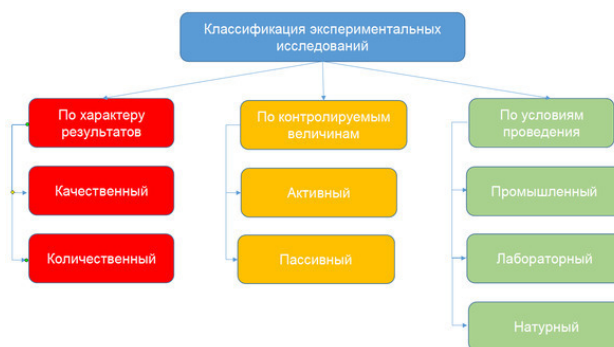 Классификация экспериментальных
исследований
По характеру
результатов
Качественный
Количественный
По контролируемым
величинам
Активный
Пассивный
По условиям
проведения
Промышленный
Лабораторный
Натурный